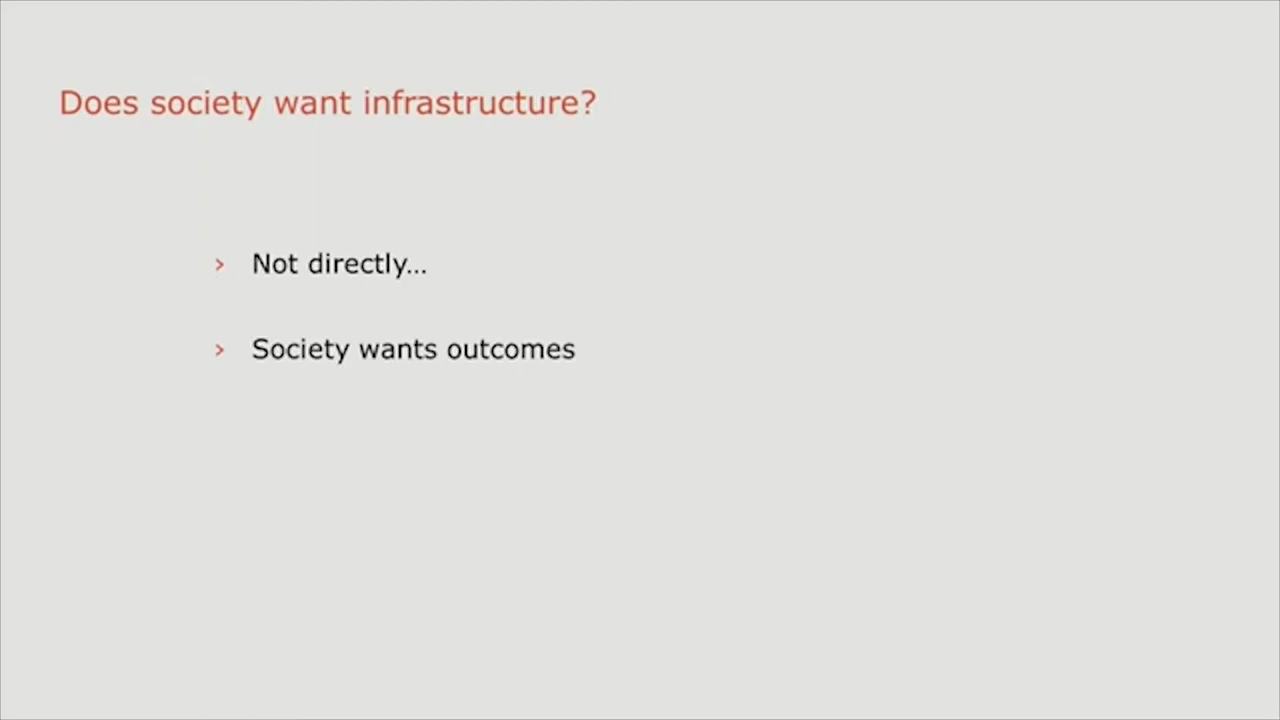 Does society want infrastructure?
› Not directly…
› Society wants outcomes